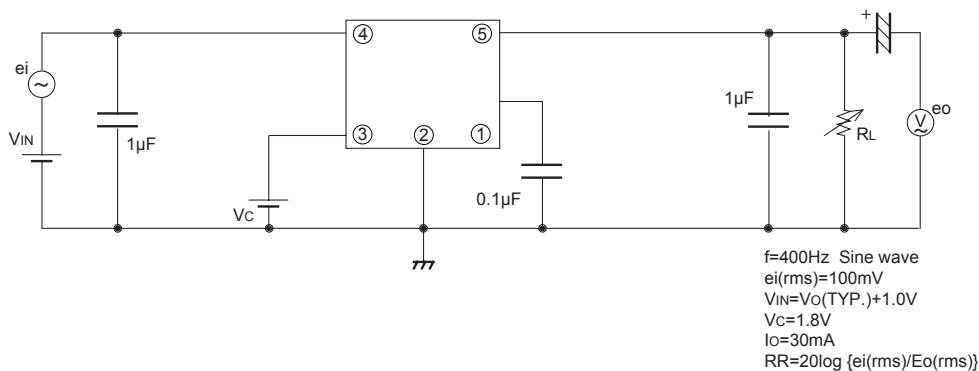 ④
⑤
ei
~
VIN
1µF
③
②
①
VC
0.1µF
1µF
RL
+
V
~
eo
f=400Hz Sine wave
ei(rms)=100mV
VIN=VO(TYP.)+1.0V
VC=1.8V
IO=30mA
RR=20log {ei(rms)/Eo(rms)}